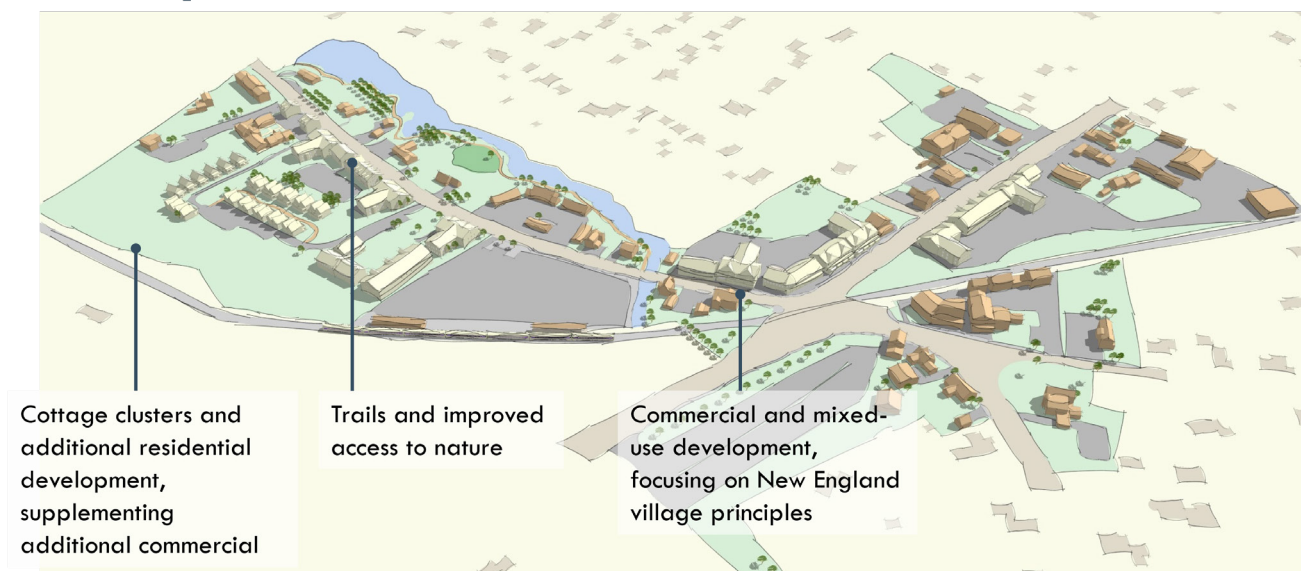 Cottage clusters and
additional residential
development,
supplementing
additional commercial
Trails and improved
access to nature
Commercial and mixed-
use development,
focusing on New England
village principles